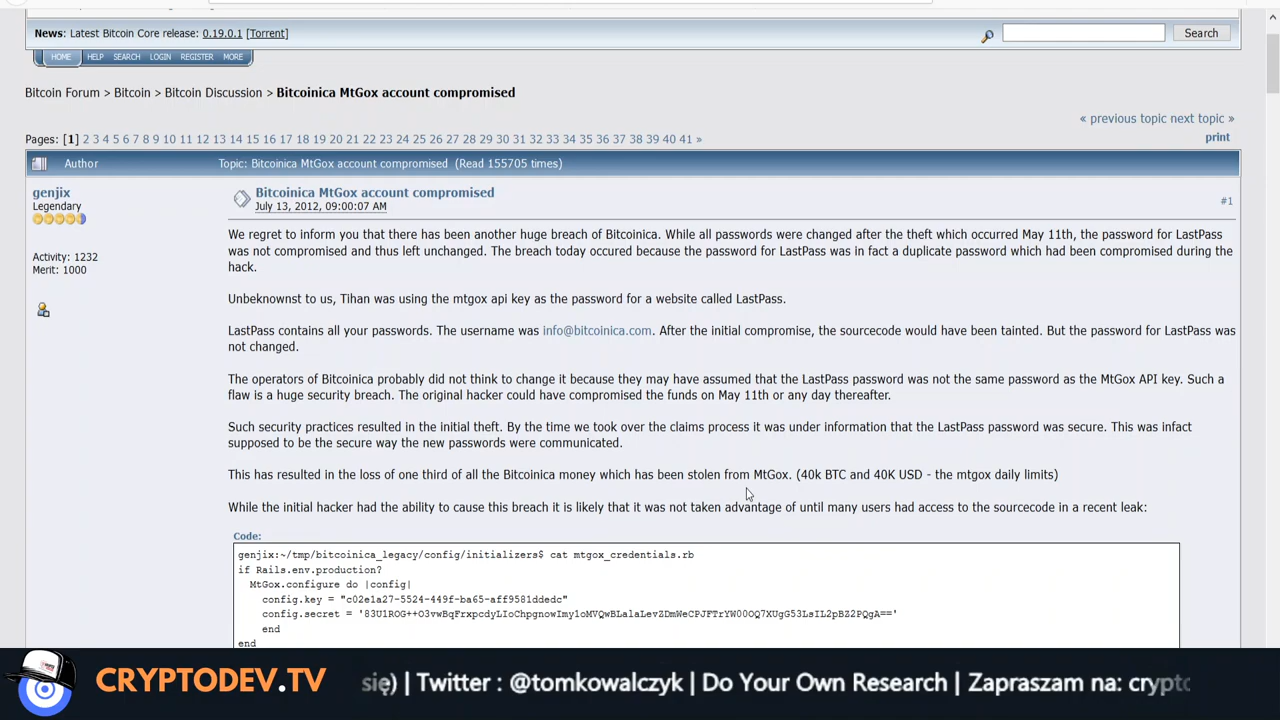 News: Latest Bitcoin Core release: 0.19.0.1 [Torrent]
Search
HOME HELP SEARCH LOGIN REGISTER MORE
Bitcoin Forum > Bitcoin > Bitcoin Discussion > Bitcoinica MtGox account compromised
« previous topic next topic »
Pages: [1] 2 3 4 5 6 7 8 9 10 11 12 13 14 15 16 17 18 19 20 21 22 23 24 25 26 27 28 29 30 31 32 33 34 35 36 37 38 39 40 41 »
print
Author
Topic: Bitcoinica MtGox account compromised (Read 155705 times)
genjix
Legendary
Activity: 1232
Merit: 1000
Bitcoinica MtGox account compromised
July 13, 2012, 09:00:07 AM
#1
We regret to inform you that there has been another huge breach of Bitcoinica. While all passwords were changed after the theft which occurred May 11th, the password for LastPass
was not compromised and thus left unchanged. The breach today occured because the password for LastPass was in fact a duplicate password which had been compromised during the
hack.
Unbeknownst to us, Tihan was using the mtgox api key as the password for a website called LastPass.
LastPass contains all your passwords. The username was info@bitcoinica.com. After the initial compromise, the sourcecode would have been tainted. But the password for LastPass was
not changed.
The operators of Bitcoinica probably did not think to change it because they may have assumed that the LastPass password was not the same password as the MtGox API key. Such a
flaw is a huge security breach. The original hacker could have compromised the funds on May 11th or any day thereafter.
Such security practices resulted in the initial theft. By the time we took over the claims process it was under information that the LastPass password was secure. This was infact
supposed to be the secure way the new passwords were communicated.
This has resulted in the loss of one third of all the Bitcoinica money which has been stolen from MtGox. (40k BTC and 40K USD - the mtgox daily limits)
While the initial hacker had the ability to cause this breach it is likely that it was not taken advantage of until many users had access to the sourcecode in a recent leak:
Code:
genjix:~/tmp/bitcoinica_legacy/config/initializers$ cat mtgox_credentials.rb
if Rails.env.production?
MtGox.configure do |config|
config.key = "c02e1a27-5524-449f-ba65-aff9581ddedc"
config.secret = '83U1ROG++O3vwBqFrxpcdyLIoChpgnowImy1oMVQwBLalaLevZDmWeCPJFTrYW00OQ7XUgG53LsIL2pBZ2PQgA=='
end
end
CRYPTODEV.TV
się) | Twitter : @tomkowalczyk | Do Your Own Research | Zapraszam na: crypto